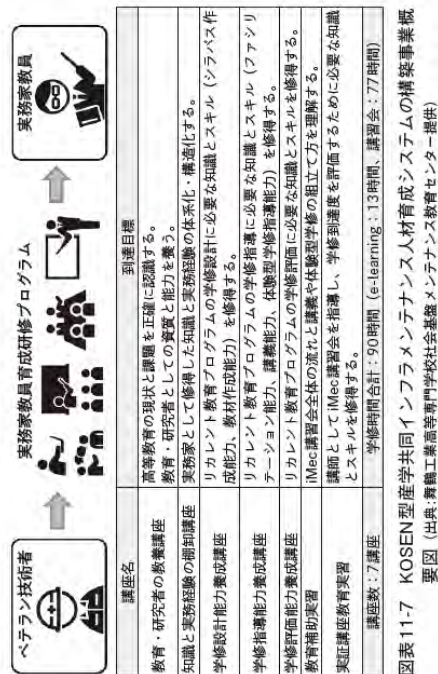 ベテラン技術者
実務家教員育成研修プログラム
実務家教員
講座名
到達目標
教育・研究者の教養講座
高等教育の現状と課題を正確に認識する。
教育・研究者としての資質と能力を養う。
知識と実務経験の棚卸講座
実務家として修得した知識と実務経験の体系化・構造化する。
学修設計能力養成講座
リカレント教育プログラムの学修設計に必要な知識とスキル（シラバス作
成能力、教材作成能力）を修得する。
学修指導能力養成講座
リカレント教育プログラムの学修指導に必要な知識とスキル（ファシリ
テーション能力、講義能力、体験型学修指導能力）を修得する。
学修評価能力養成講座
リカレント教育プログラムの学修評価に必要な知識とスキルを修得する。
教育補助実習
iMec講習会全体の流れと講義や体験型学修の組立て方を理解する。
実証講座教育実習
講師としてiMec講習会を指導し、学修到達度を評価するために必要な知識
とスキルを修得する。
講座数：7講座
学修時間合計：90時間（e-learning：13時間、講習会：77時間）
図表11-7 KOSEN型産学共同インフラメンテナンス人材育成システムの構築事業概
要図（出典：舞鶴工業高等専門学校社会基盤メンテナンス教育センター提供）